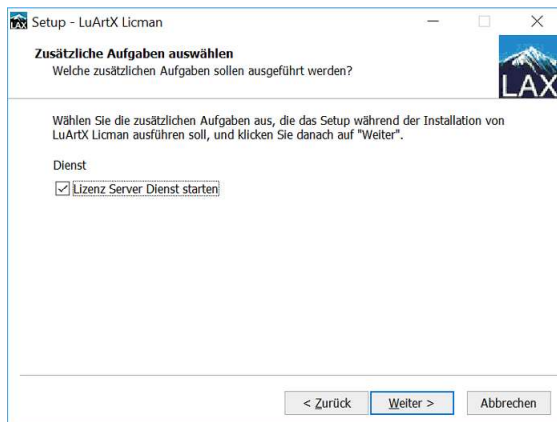 LAX Setup - LuArtX Licman
Zusätzliche Aufgaben auswählen
Welche zusätzlichen Aufgaben sollen ausgeführt werden?
LAX
Wählen Sie die zusätzlichen Aufgaben aus, die das Setup während der Installation von
LuArtX Licman ausführen soll, und klicken Sie danach auf "Weiter".
Dienst
Lizenz Server Dienst starten
< Zurück Weiter > Abbrechen